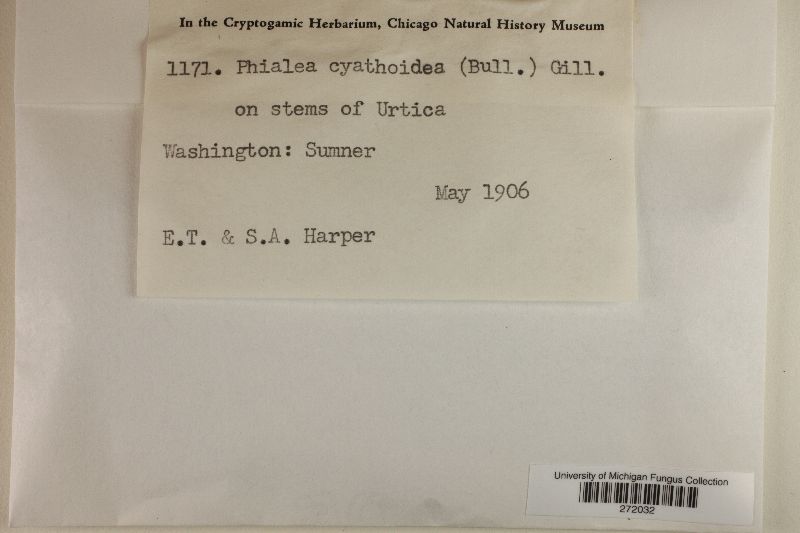 In the Cryptogamic Herbarium, Chicago Natural History Museum
1171. Phialea cyathoidea (Bull.) Gill.
on stems of Urtica
Washington: Sumner
May 1906
E.T. & S.A. Harper
University of Michigan Fungus Collection
272032